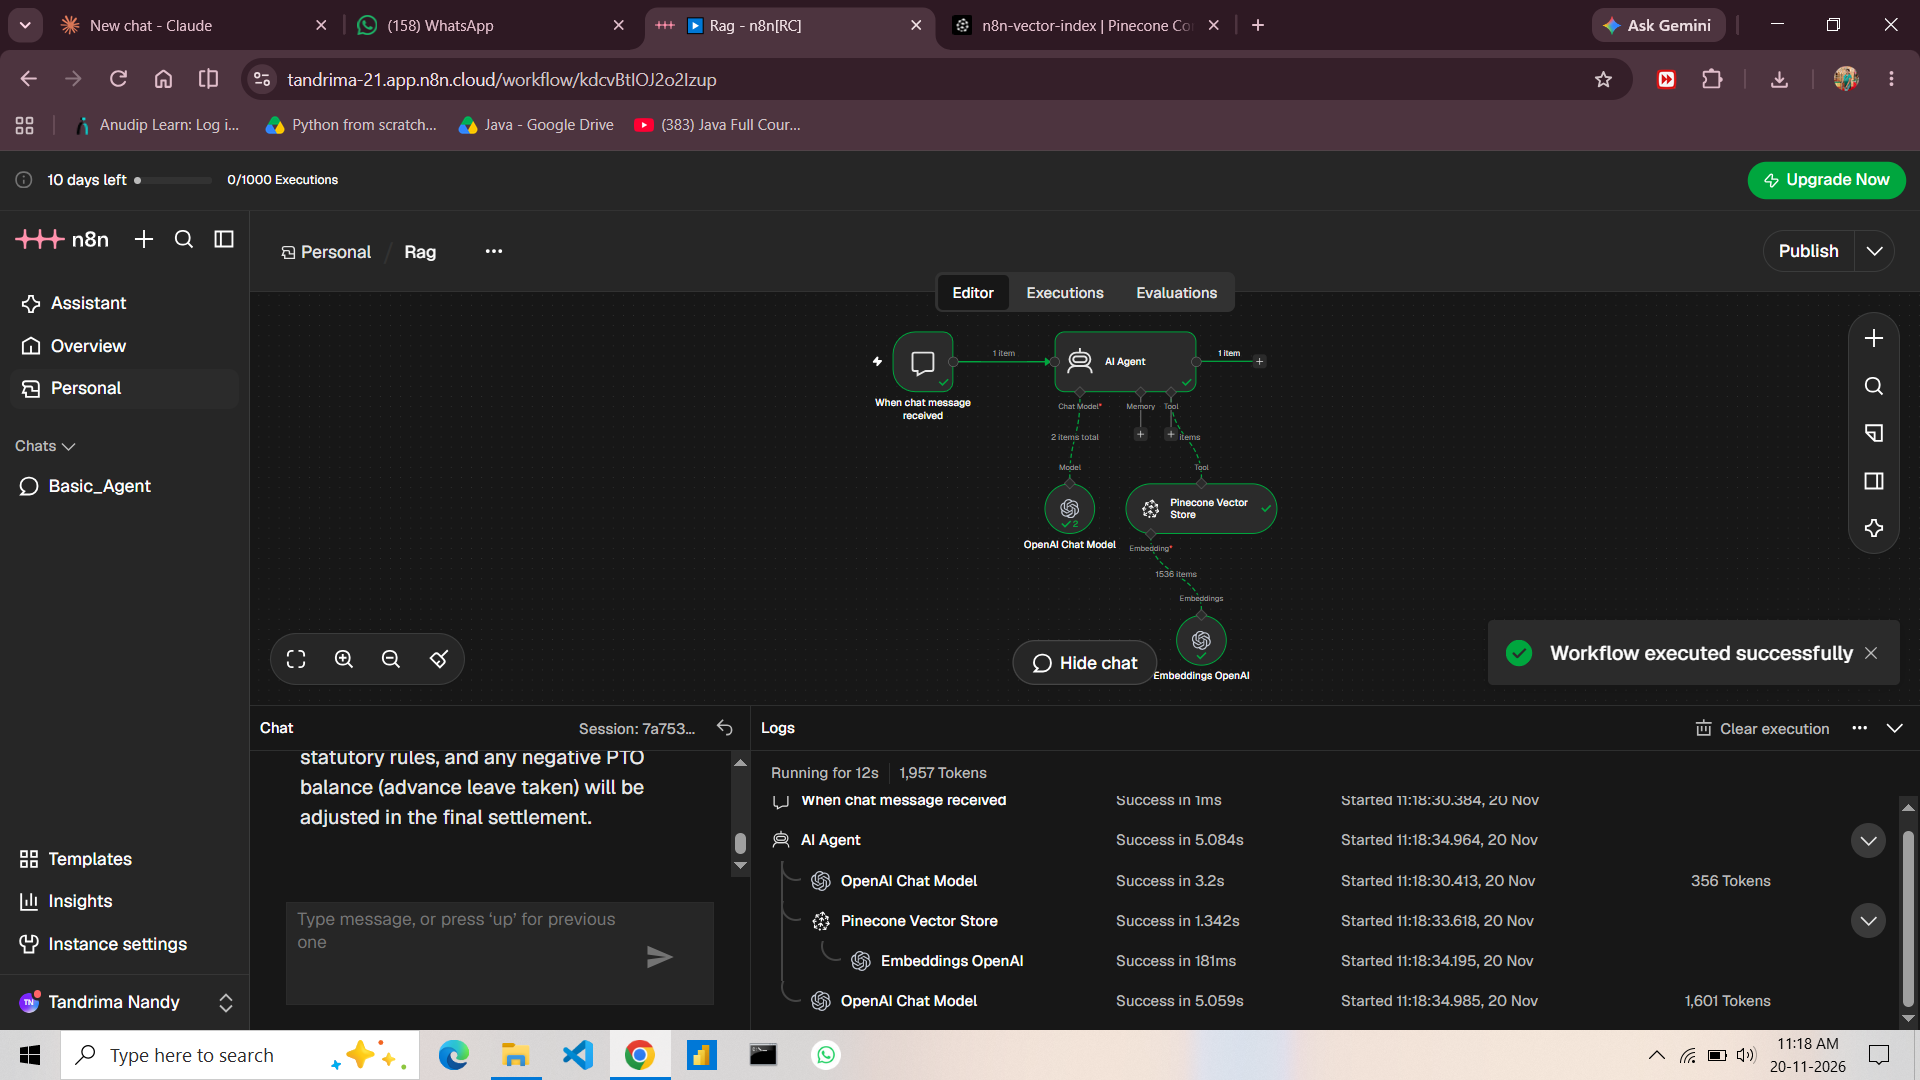 New chat - Claude
(158) WhatsApp
Rag - n8n[RC]
n8n-vector-index | Pinecone Co
Ask Gemini
tandrima-21.app.n8n.cloud/workflow/kdcvBtIOJ2o2Izup
Anudip Learn: Log i...
Python from scratch...
Java - Google Drive
(383) Java Full Cour...
10 days left
0/1000 Executions
Upgrade Now
n8n
Personal / Rag
Publish
Editor
Executions
Evaluations
Assistant
Overview
Personal
Chats
Basic_Agent
Templates
Insights
Instance settings
TN
Tandrima Nandy
1 item
AI Agent
1 item
When chat message
received
Chat Model*
Memory
Tool
2 items total
items
Model
Tool
Pinecone Vector
Store
2
OpenAI Chat Model
Embedding*
1536 items
Embeddings
Embeddings OpenAI
Hide chat
Workflow executed successfully
Chat
Session: 7a753...
statutory rules, and any negative PTO
balance (advance leave taken) will be
adjusted in the final settlement.
Type message, or press ‘up’ for previous
one
Logs
Clear execution
Running for 12s
1,957 Tokens
When chat message received Success in 1ms Started 11:18:30.384, 20 Nov
AI Agent Success in 5.084s Started 11:18:34.964, 20 Nov
OpenAI Chat Model Success in 3.2s Started 11:18:30.413, 20 Nov 356 Tokens
Pinecone Vector Store Success in 1.342s Started 11:18:33.618, 20 Nov
Embeddings OpenAI Success in 181ms Started 11:18:34.195, 20 Nov
OpenAI Chat Model Success in 5.059s Started 11:18:34.985, 20 Nov 1,601 Tokens
Type here to search
11:18 AM
20-11-2026